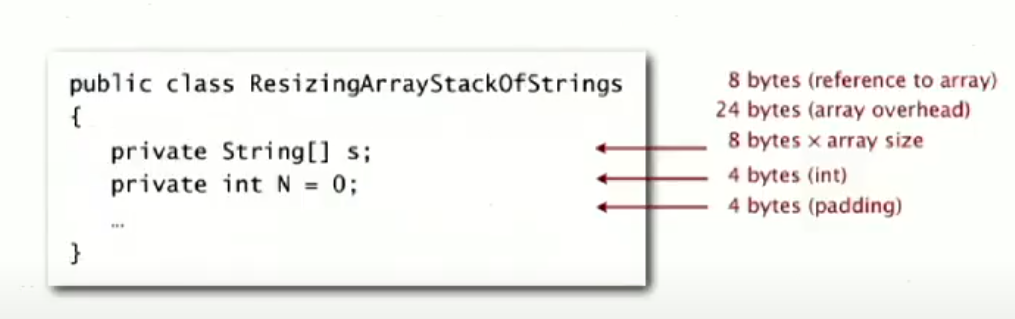 public class ResizingArrayStackOfStrings
{
private String[] s;
private int N = 0;
…
}
8 bytes (reference to array)
24 bytes (array overhead)
8 bytes × array size
4 bytes (int)
4 bytes (padding)